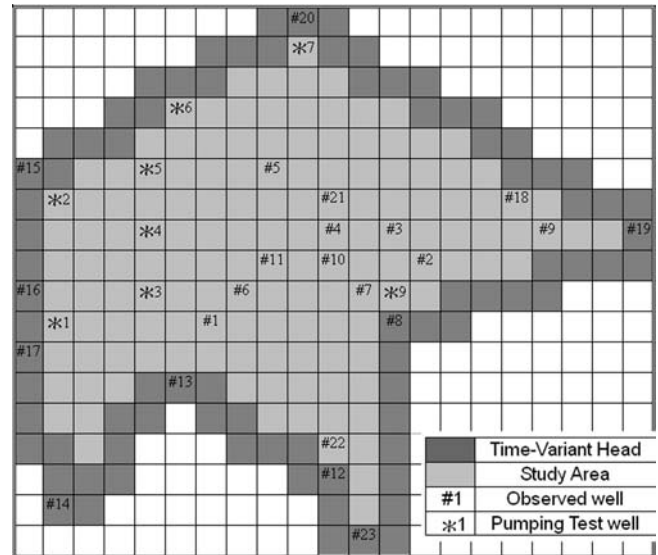 #20
*7
*6
#15 *5 #5
*2 #21 #18
*4 #4 #3 #9 #19
#11 #10 #2
#16 *3 #6 #7 *9
*1 #1 #8
#17
#13
#22
#12
#14
#23
Time-Variant Head
Study Area
#1 Observed well
*1 Pumping Test well